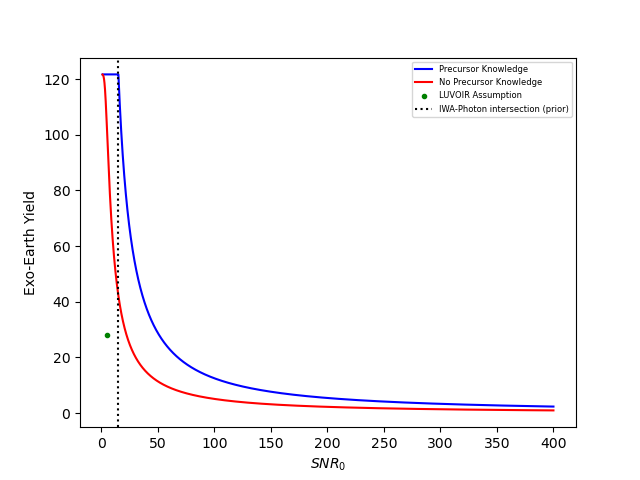 Precursor Knowledge
No Precursor Knowledge
LUVOIR Assumption
IWA-Photon intersection (prior)
120
100
80
60
40
20
0
Exo-Earth Yield
0 50 100 150 200 250 300 350 400
SNR₀